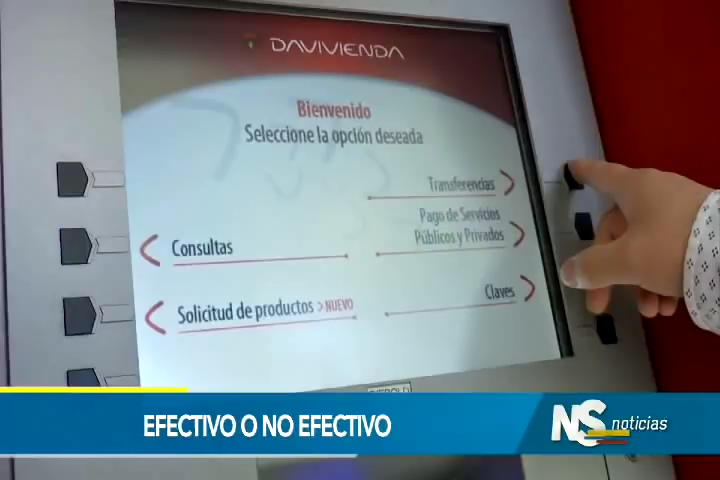 DAVIVIENDA
Bienvenido
Seleccione la opción deseada
Transferencias
Pago de Servicios
Públicos y Privados
Consultas
Claves
Solicitud de productos > NUEVO
EFECTIVO O NO EFECTIVO
NS noticias